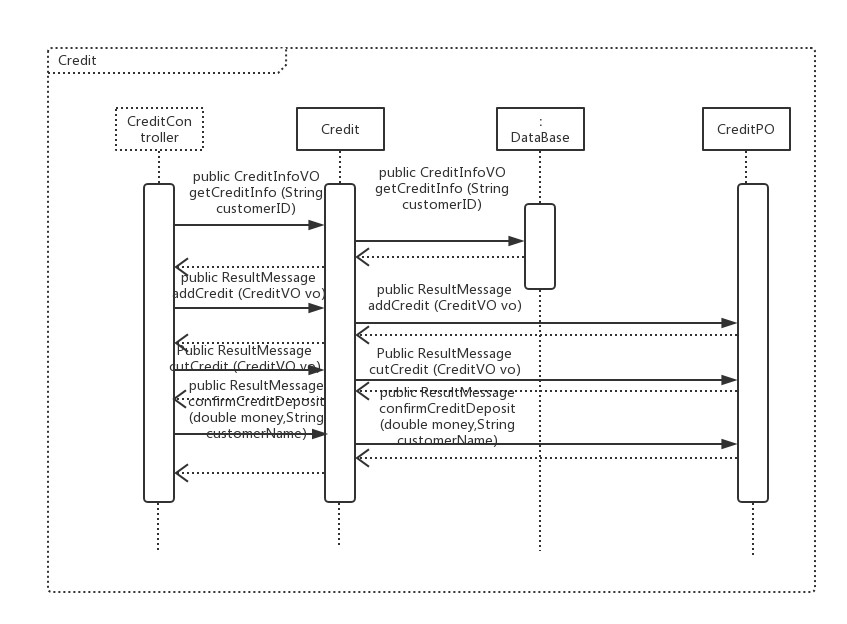 Credit
CreditCon
troller
Credit
:
DataBase
CreditPO
public CreditInfoVO
getCreditInfo (String
customerID)
public CreditInfoVO
getCreditInfo (String
customerID)
public ResultMessage
addCredit (CreditVO vo)
public ResultMessage
addCredit (CreditVO vo)
Public ResultMessage
cutCredit (CreditVO vo)
Public ResultMessage
cutCredit (CreditVO vo)
public ResultMessage
confirmCreditDeposit
(double money,String
customerName)
public ResultMessage
confirmCreditDeposit
(double money,String
customerName)